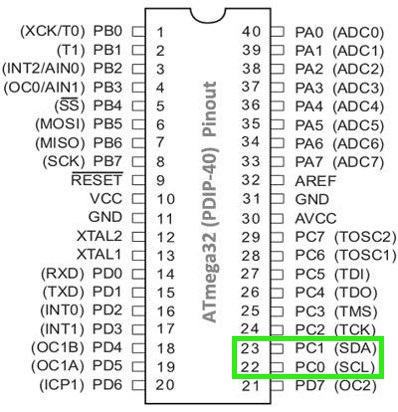 (XCK/T0) PB0 1 40 PA0 (ADC0)
(T1) PB1 2 39 PA1 (ADC1)
(INT2/AIN0) PB2 3 38 PA2 (ADC2)
(OC0/AIN1) PB3 4 37 PA3 (ADC3)
(SS) PB4 5 36 PA4 (ADC4)
(MOSI) PB5 6 35 PA5 (ADC5)
(MISO) PB6 7 34 PA6 (ADC6)
(SCK) PB7 8 33 PA7 (ADC7)
RESET 9 32 AREF
VCC 10 31 GND
GND 11 30 AVCC
XTAL2 12 29 PC7 (TOSC2)
XTAL1 13 28 PC6 (TOSC1)
(RXD) PD0 14 27 PC5 (TDI)
(TXD) PD1 15 26 PC4 (TDO)
(INT0) PD2 16 25 PC3 (TMS)
(INT1) PD3 17 24 PC2 (TCK)
(OC1B) PD4 18 23 PC1 (SDA)
(OC1A) PD5 19 22 PC0 (SCL)
(ICP1) PD6 20 21 PD7 (OC2)
ATmega32 (PDIP-40) Pinout